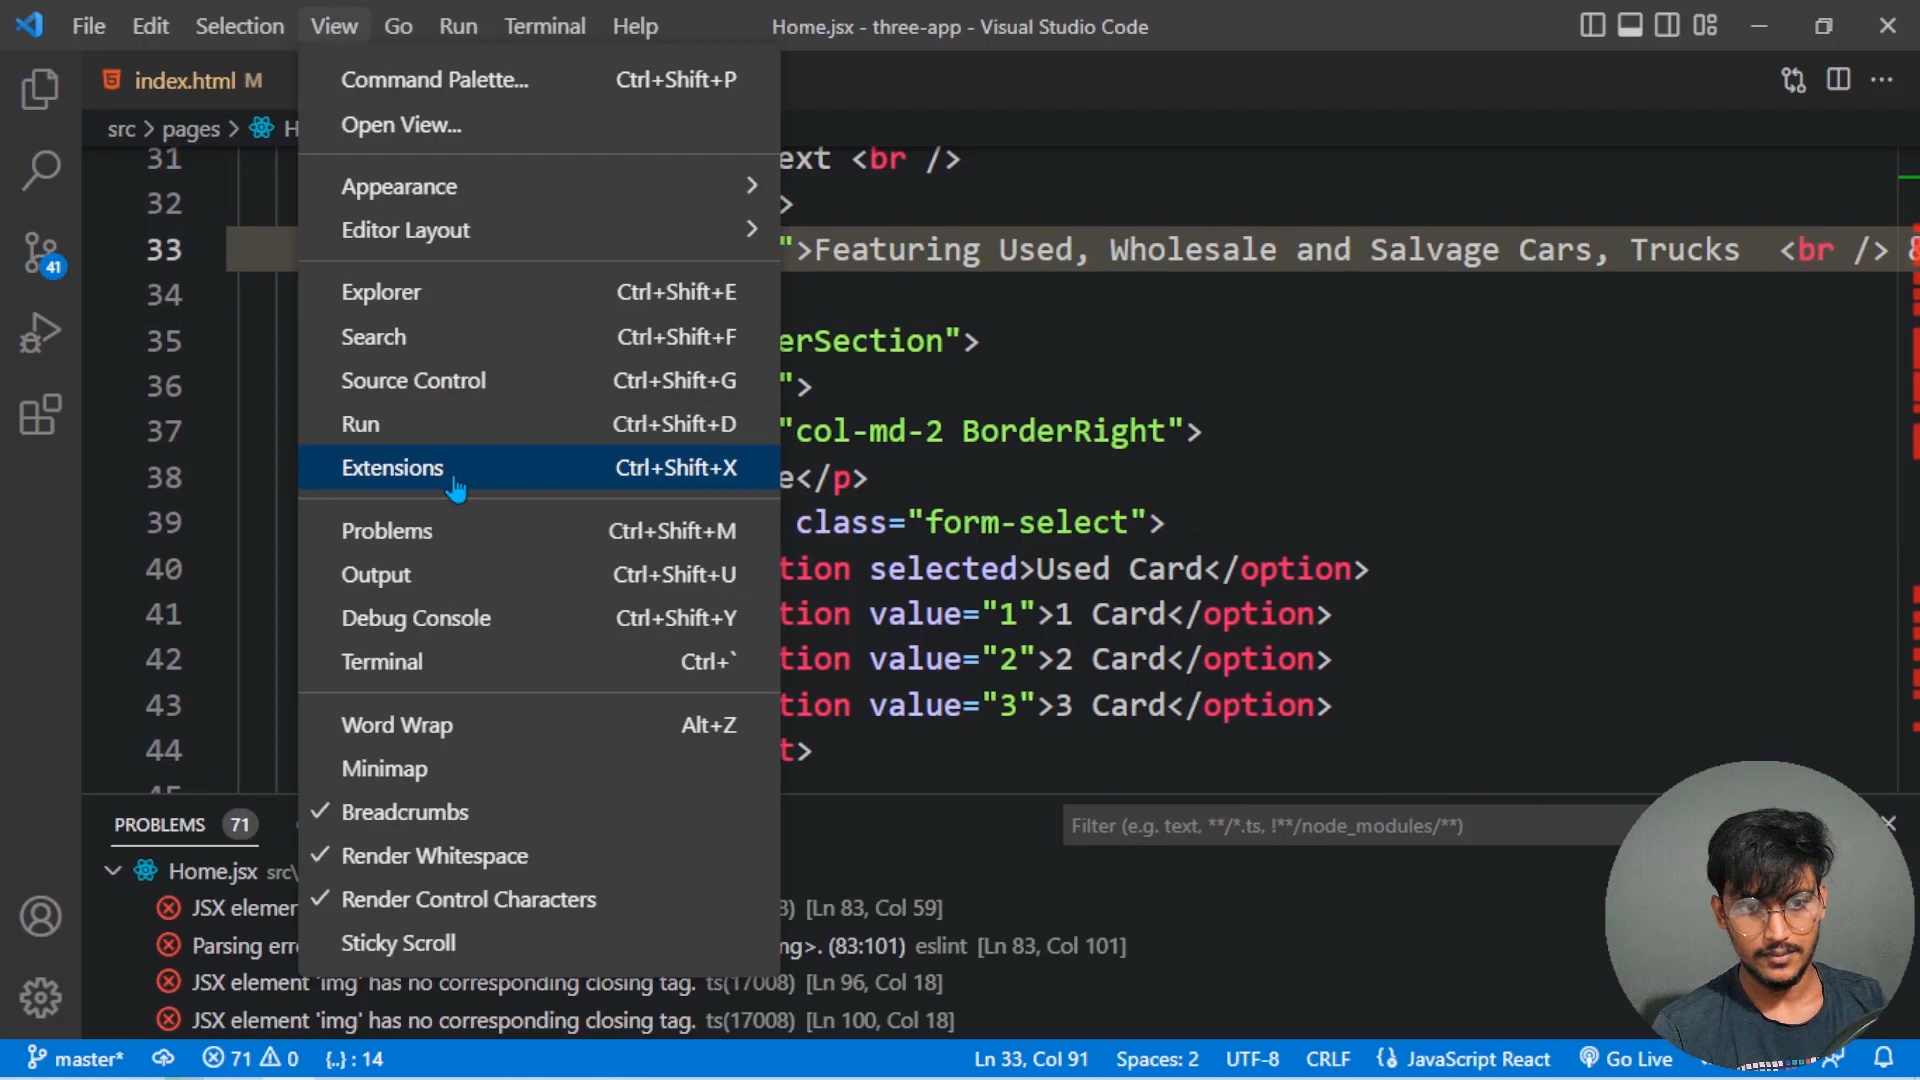 File Edit Selection View Go Run Terminal Help Home.jsx - three-app - Visual Studio Code
index.html M
src > pages > H
Command Palette... Ctrl+Shift+P
Open View...
Appearance
Editor Layout
Explorer Ctrl+Shift+E
Search Ctrl+Shift+F
Source Control Ctrl+Shift+G
Run Ctrl+Shift+D
Extensions Ctrl+Shift+X
Problems Ctrl+Shift+M
Output Ctrl+Shift+U
Debug Console Ctrl+Shift+Y
Terminal Ctrl+`
Word Wrap Alt+Z
Minimap
✓ Breadcrumbs
✓ Render Whitespace
✓ Render Control Characters
Sticky Scroll
41
31 ext <br />
32 >
33 ">Featuring Used, Wholesale and Salvage Cars, Trucks <br /> &
34
35 erSection">
36 ">
37 "col-md-2 BorderRight">
38 e</p>
39 class="form-select">
40 tion selected>Used Card</option>
41 tion value="1">1 Card</option>
42 tion value="2">2 Card</option>
43 tion value="3">3 Card</option>
44 t>
PROBLEMS 71 Filter (e.g. text, **/*.ts, !**/node_modules/**)
Home.jsx src\
JSX elemen 3) [Ln 83, Col 59]
Parsing erro mg>. (83:101) eslint [Ln 83, Col 101]
JSX element 'img' has no corresponding closing tag. ts(17008) [Ln 96, Col 18]
JSX element 'img' has no corresponding closing tag. ts(17008) [Ln 100, Col 18]
master* 71 0 {..} : 14 Ln 33, Col 91 Spaces: 2 UTF-8 CRLF JavaScript React Go Live